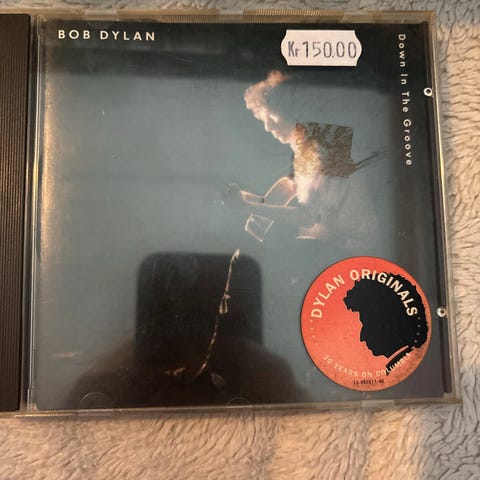 BOB DYLAN
Kr 150.00
Down In The Groove
DYLAN ORIGINALS
30 YEARS ON COLUMBIA